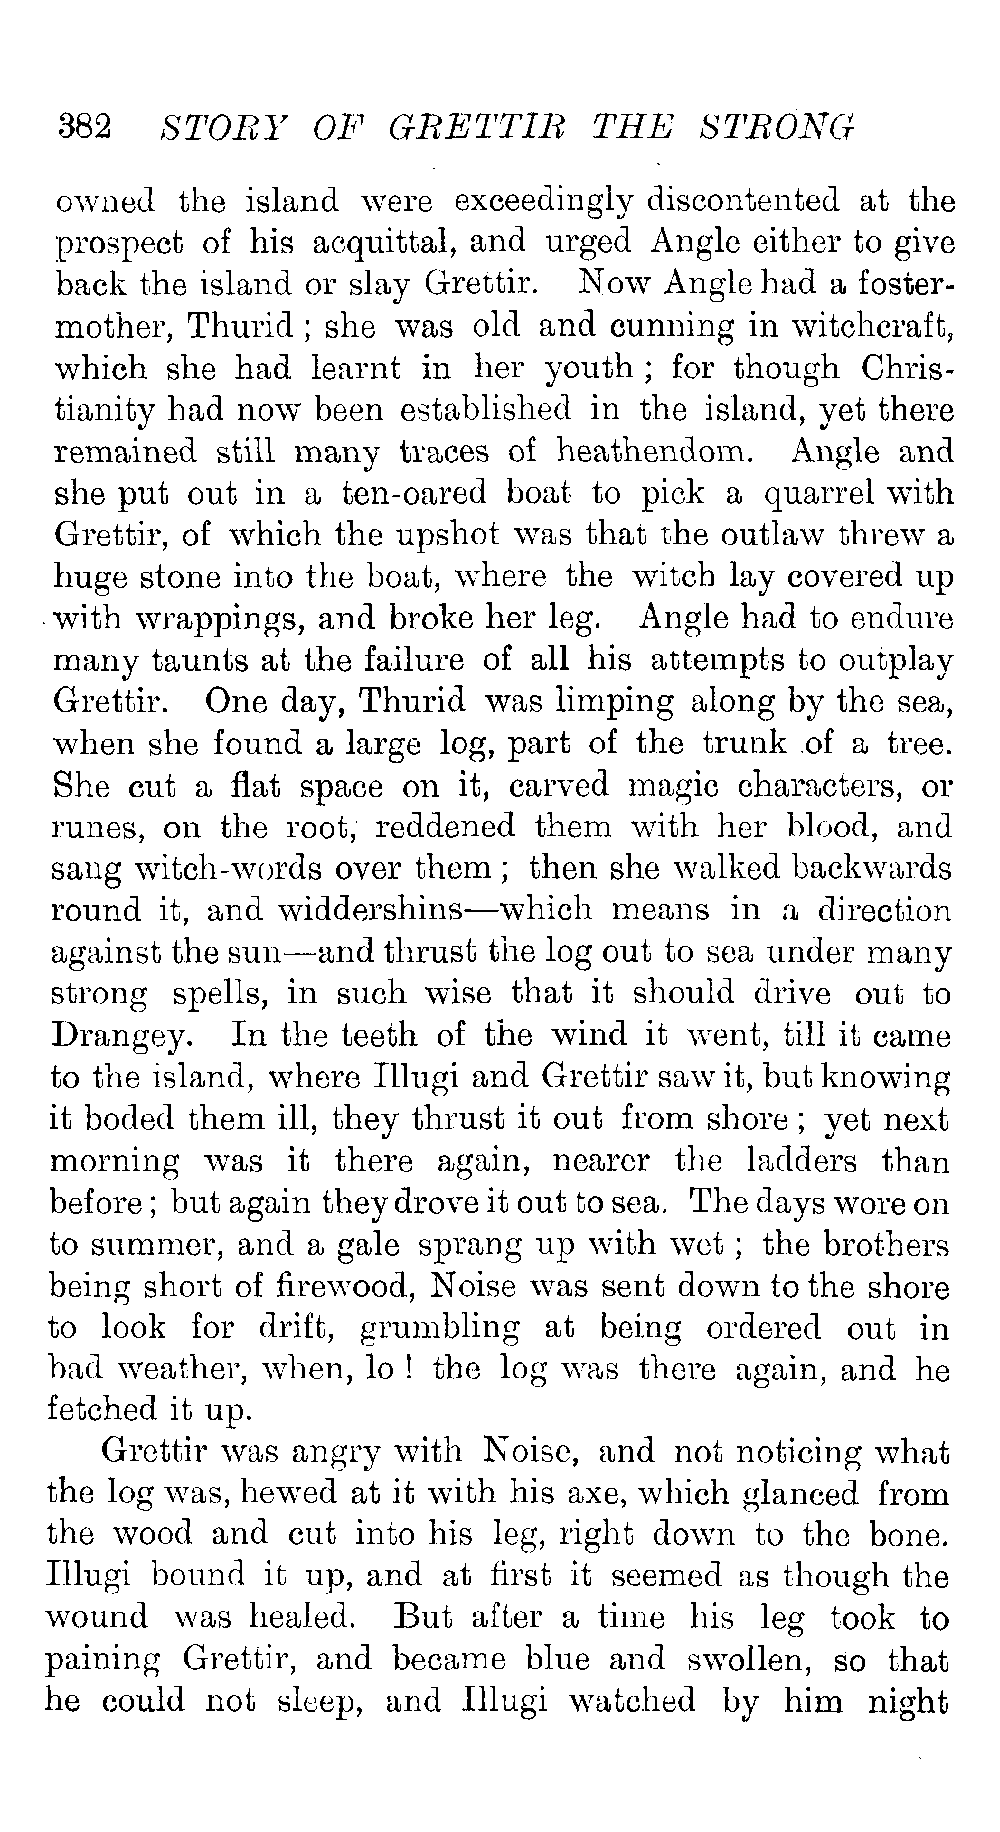 382 STORY OF GRETTIR THE STRONG
owned the island were exceedingly discontented at the
prospect of his acquittal, and urged Angle either to give
back the island or slay Grettir. Now Angle had a foster-
mother, Thurid ; she was old and cunning in witchcraft,
which she had learnt in her youth ; for though Chris-
tianity had now been established in the island, yet there
remained still many traces of heathendom. Angle and
she put out in a ten-oared boat to pick a quarrel with
Grettir, of which the upshot was that the outlaw threw a
huge stone into the boat, where the witch lay covered up
with wrappings, and broke her leg. Angle had to endure
many taunts at the failure of all his attempts to outplay
Grettir. One day, Thurid was limping along by the sea,
when she found a large log, part of the trunk of a tree.
She cut a flat space on it, carved magic characters, or
runes, on the root, reddened them with her blood, and
sang witch-words over them ; then she walked backwards
round it, and widdershins—which means in a direction
against the sun—and thrust the log out to sea under many
strong spells, in such wise that it should drive out to
Drangey. In the teeth of the wind it went, till it came
to the island, where Illugi and Grettir saw it, but knowing
it boded them ill, they thrust it out from shore ; yet next
morning was it there again, nearer the ladders than
before ; but again they drove it out to sea. The days wore on
to summer, and a gale sprang up with wet ; the brothers
being short of firewood, Noise was sent down to the shore
to look for drift, grumbling at being ordered out in
bad weather, when, lo ! the log was there again, and he
fetched it up.
Grettir was angry with Noise, and not noticing what
the log was, hewed at it with his axe, which glanced from
the wood and cut into his leg, right down to the bone.
Illugi bound it up, and at first it seemed as though the
wound was healed. But after a time his leg took to
paining Grettir, and became blue and swollen, so that
he could not sleep, and Illugi watched by him night